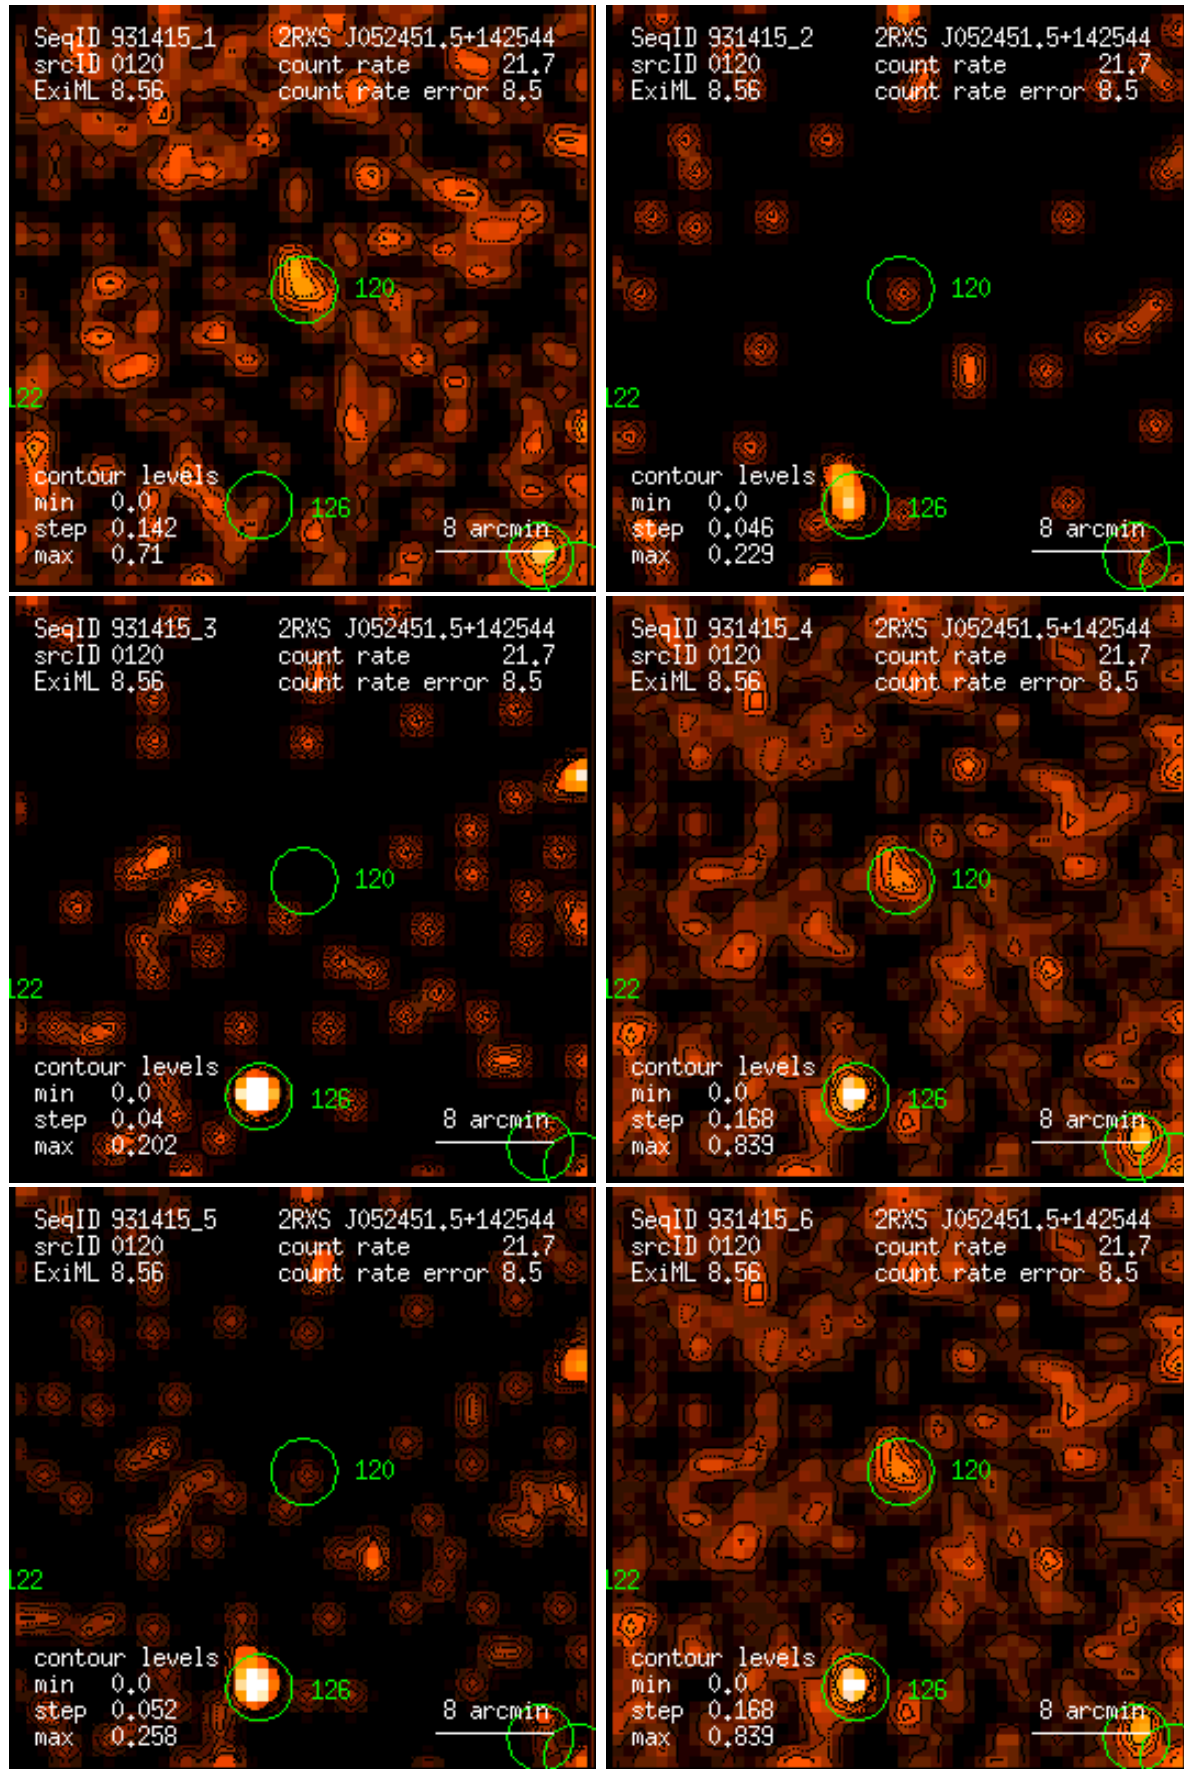 SeqID 931415_1 2RXS J052451.5+142544
srcID 0120 count rate 21.7
ExiML 8.56 count rate error 8.5
120
122
contour levels
min 0.0 126
step 0.142 8 arcmin
max 0.71
SeqID 931415_2 2RXS J052451.5+142544
srcID 0120 count rate 21.7
ExiML 8.56 count rate error 8.5
120
122
contour levels
min 0.0 126
step 0.046 8 arcmin
max 0.229
SeqID 931415_3 2RXS J052451.5+142544
srcID 0120 count rate 21.7
ExiML 8.56 count rate error 8.5
120
122
contour levels
min 0.0 126
step 0.04 8 arcmin
max 0.202
SeqID 931415_4 2RXS J052451.5+142544
srcID 0120 count rate 21.7
ExiML 8.56 count rate error 8.5
120
122
contour levels
min 0.0 126
step 0.168 8 arcmin
max 0.839
SeqID 931415_5 2RXS J052451.5+142544
srcID 0120 count rate 21.7
ExiML 8.56 count rate error 8.5
120
122
contour levels
min 0.0 126
step 0.052 8 arcmin
max 0.258
SeqID 931415_6 2RXS J052451.5+142544
srcID 0120 count rate 21.7
ExiML 8.56 count rate error 8.5
120
122
contour levels
min 0.0 126
step 0.168 8 arcmin
max 0.839